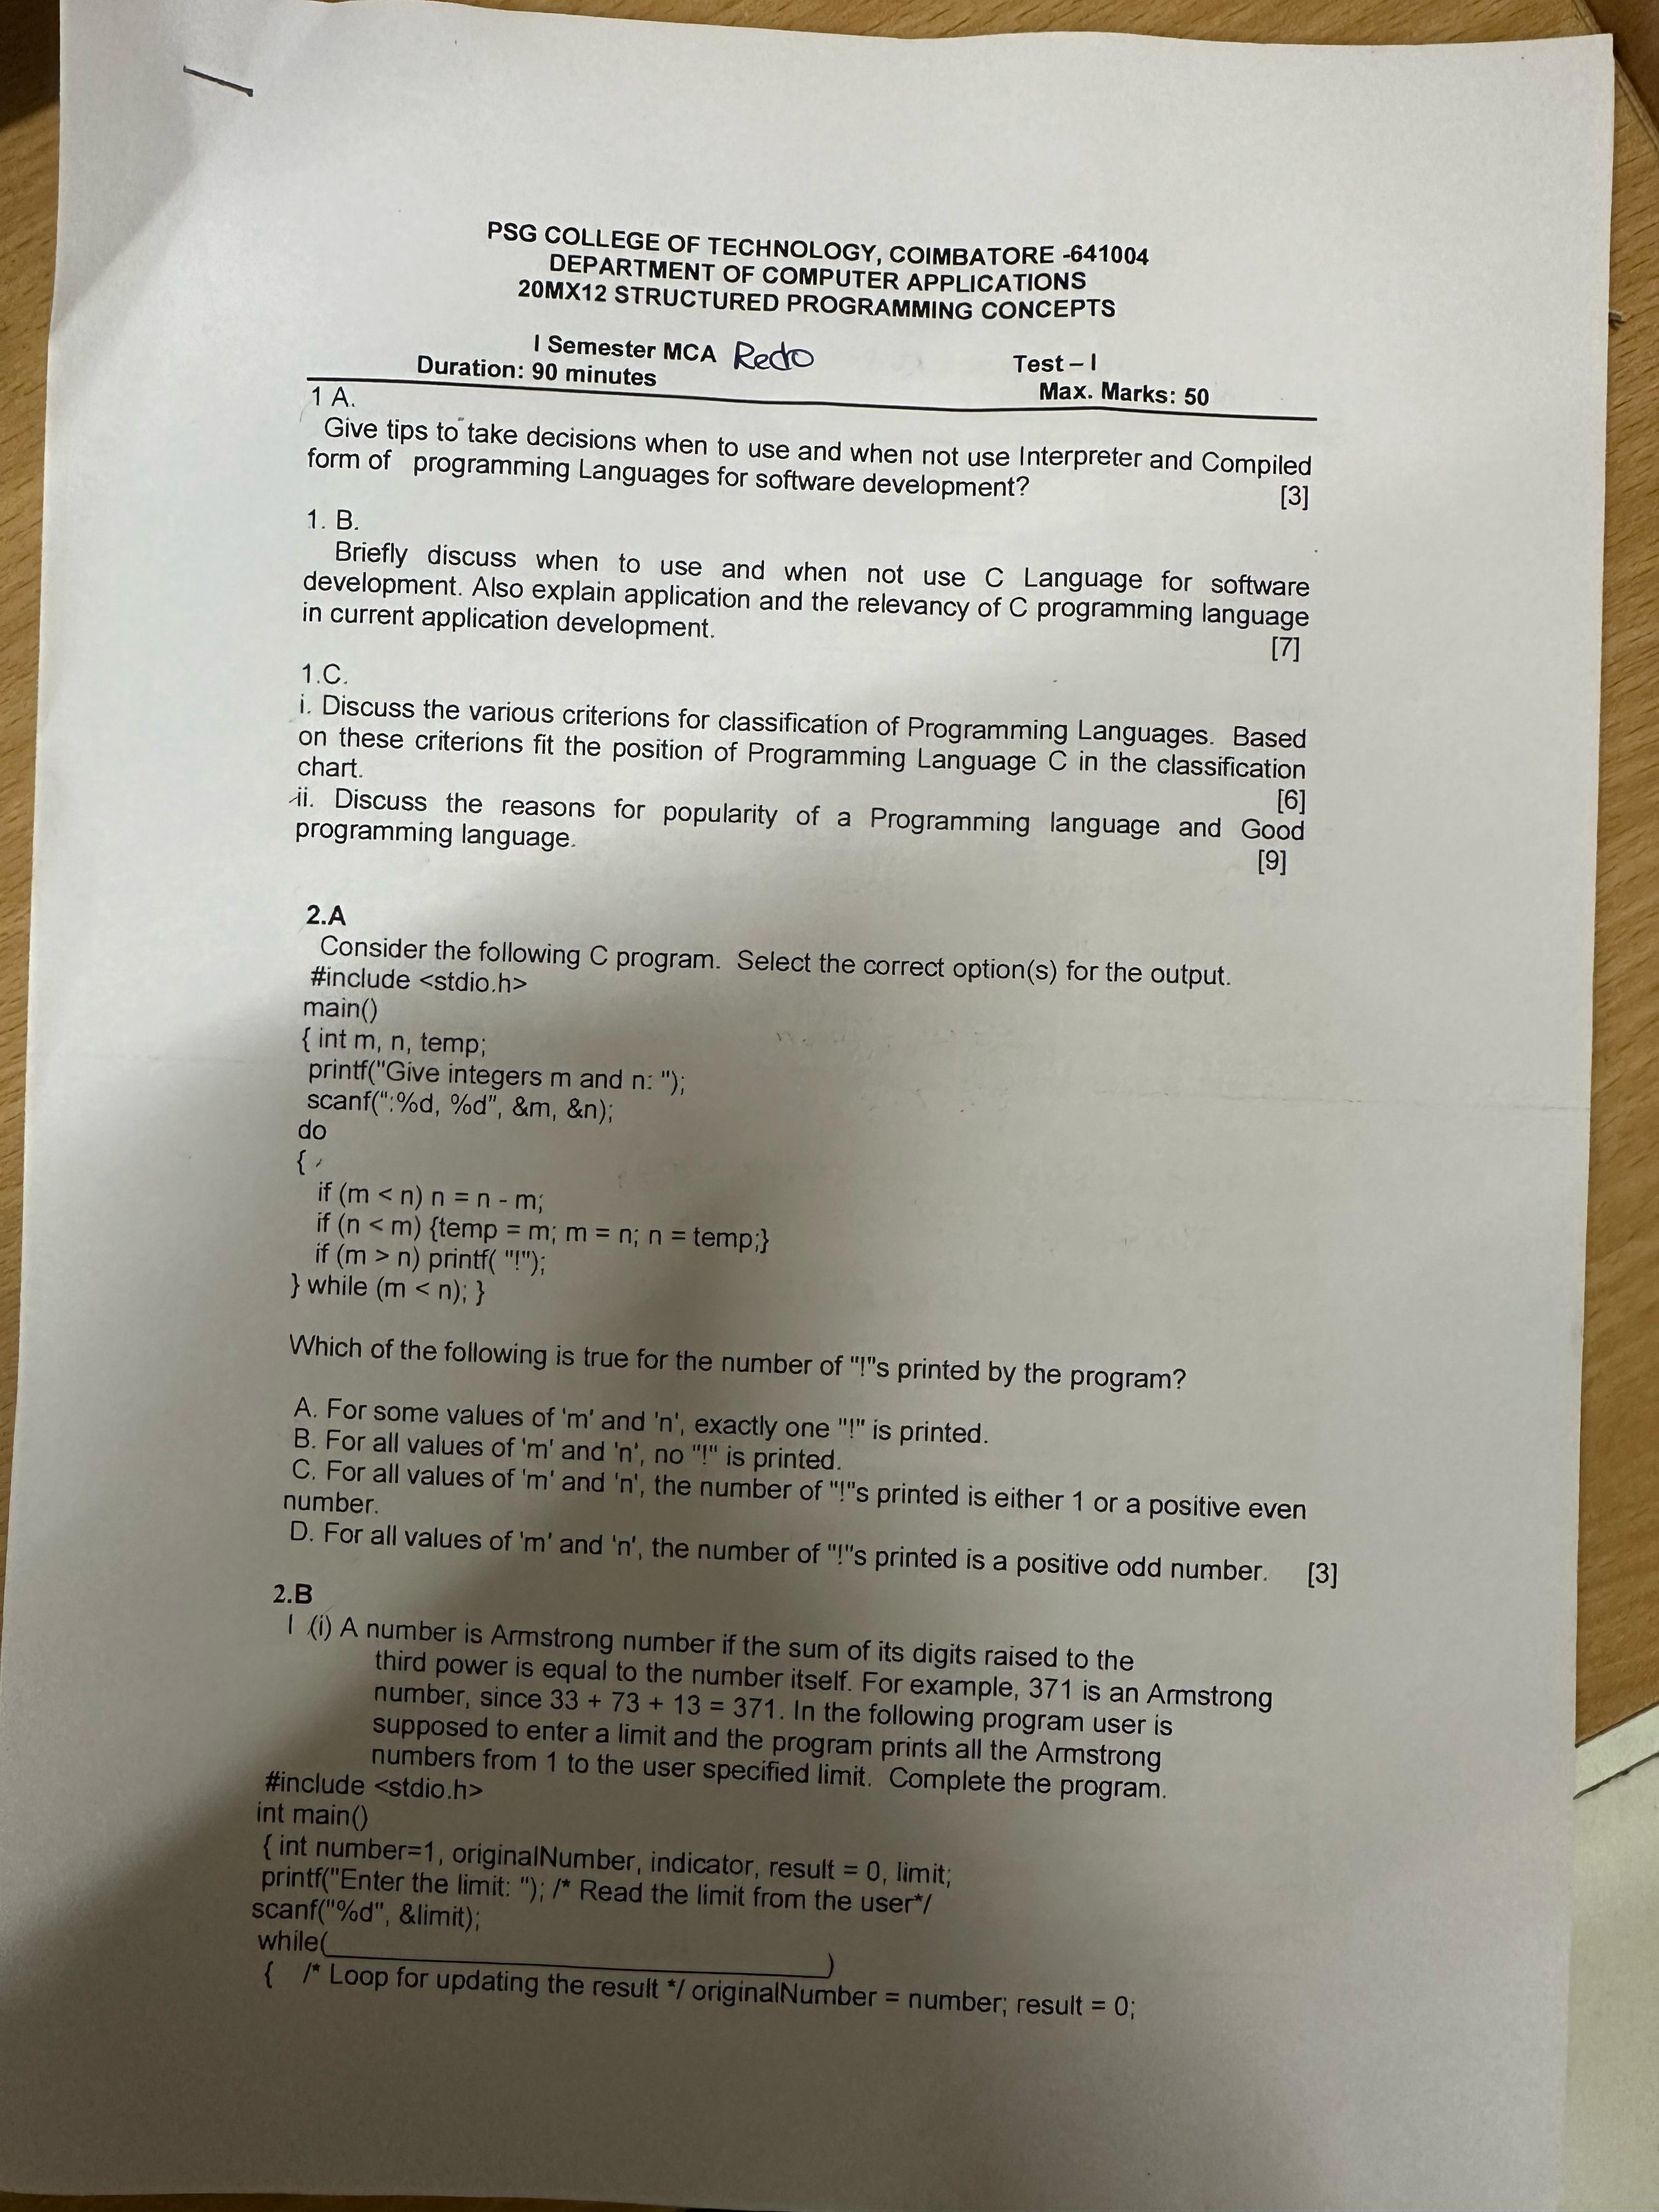 PSG COLLEGE OF TECHNOLOGY, COIMBATORE -641004
DEPARTMENT OF COMPUTER APPLICATIONS
20MX12 STRUCTURED PROGRAMMING CONCEPTS
I Semester MCA Redo Test – I
Duration: 90 minutes Max. Marks: 50
1 A.
Give tips to take decisions when to use and when not use Interpreter and Compiled
form of programming Languages for software development? [3]
1. B.
Briefly discuss when to use and when not use C Language for software
development. Also explain application and the relevancy of C programming language
in current application development.
[7]
1.C.
i. Discuss the various criterions for classification of Programming Languages. Based
on these criterions fit the position of Programming Language C in the classification
chart. [6]
ii. Discuss the reasons for popularity of a Programming language and Good
programming language.
[9]
2.A
Consider the following C program. Select the correct option(s) for the output.
#include <stdio.h>
main()
{ int m, n, temp;
printf("Give integers m and n: ");
scanf(":%d, %d", &m, &n);
do
{
if (m < n) n = n - m;
if (n < m) {temp = m; m = n; n = temp;}
if (m > n) printf( "!");
} while (m < n); }
Which of the following is true for the number of "!"s printed by the program?
A. For some values of 'm' and 'n', exactly one "!" is printed.
B. For all values of 'm' and 'n', no "!" is printed.
C. For all values of 'm' and 'n', the number of "!"s printed is either 1 or a positive even
number.
D. For all values of 'm' and 'n', the number of "!"s printed is a positive odd number. [3]
2.B
I (i) A number is Armstrong number if the sum of its digits raised to the
third power is equal to the number itself. For example, 371 is an Armstrong
number, since 33 + 73 + 13 = 371. In the following program user is
supposed to enter a limit and the program prints all the Armstrong
numbers from 1 to the user specified limit. Complete the program.
#include <stdio.h>
int main()
{ int number=1, originalNumber, indicator, result = 0, limit;
printf("Enter the limit: "); /* Read the limit from the user*/
scanf("%d", &limit);
while(____________________________)
{ /* Loop for updating the result */ originalNumber = number; result = 0;